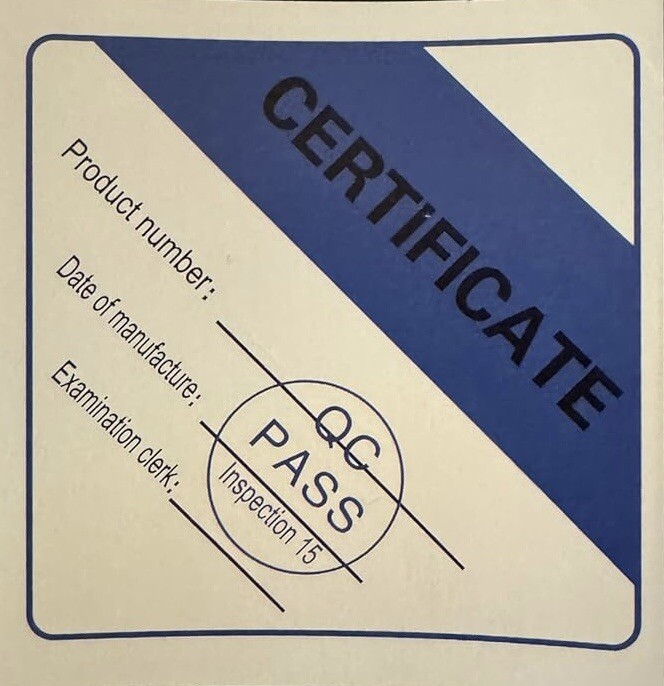 CERTIFICATE
Product number:
Date of manufacture:
Examination clerk:
QC
PASS
Inspection 15